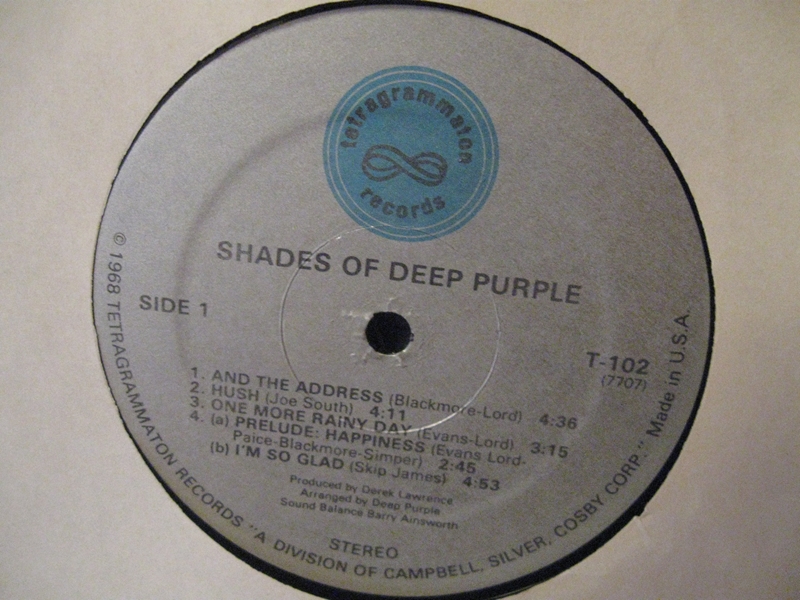 tetragrammaton
records
SHADES OF DEEP PURPLE
SIDE 1
T-102
(7707)
1. AND THE ADDRESS (Blackmore-Lord) 4:36
2. HUSH (Joe South) 4:11
3. ONE MORE RAINY DAY (Evans-Lord) 3:15
4. (a) PRELUDE: HAPPINESS (Evans Lord-
Paice-Blackmore-Simper) 2:45
(b) I'M SO GLAD (Skip James) 4:53
Produced by Derek Lawrence
Arranged by Deep Purple
Sound Balance Barry Ainsworth
STEREO
© 1968 TETRAGRAMMATON RECORDS "A DIVISION OF CAMPBELL, SILVER, COSBY CORP." Made in U.S.A.